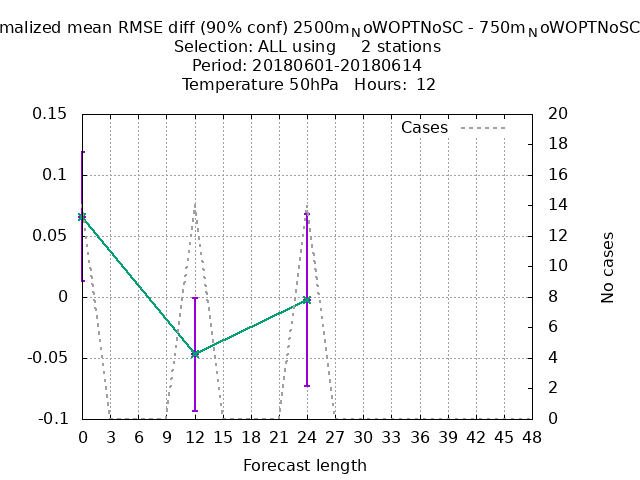 malized mean RMSE diff (90% conf) 2500mNoWOPTNoSC - 750mNoWOPTNoSC
Selection: ALL using 2 stations
Period: 20180601-20180614
Temperature 50hPa Hours: 12
Cases
0.15
0.1
0.05
0
-0.05
-0.1
20
18
16
14
12
10
8
6
4
2
0
No cases
0 3 6 9 12 15 18 21 24 27 30 33 36 39 42 45 48
Forecast length